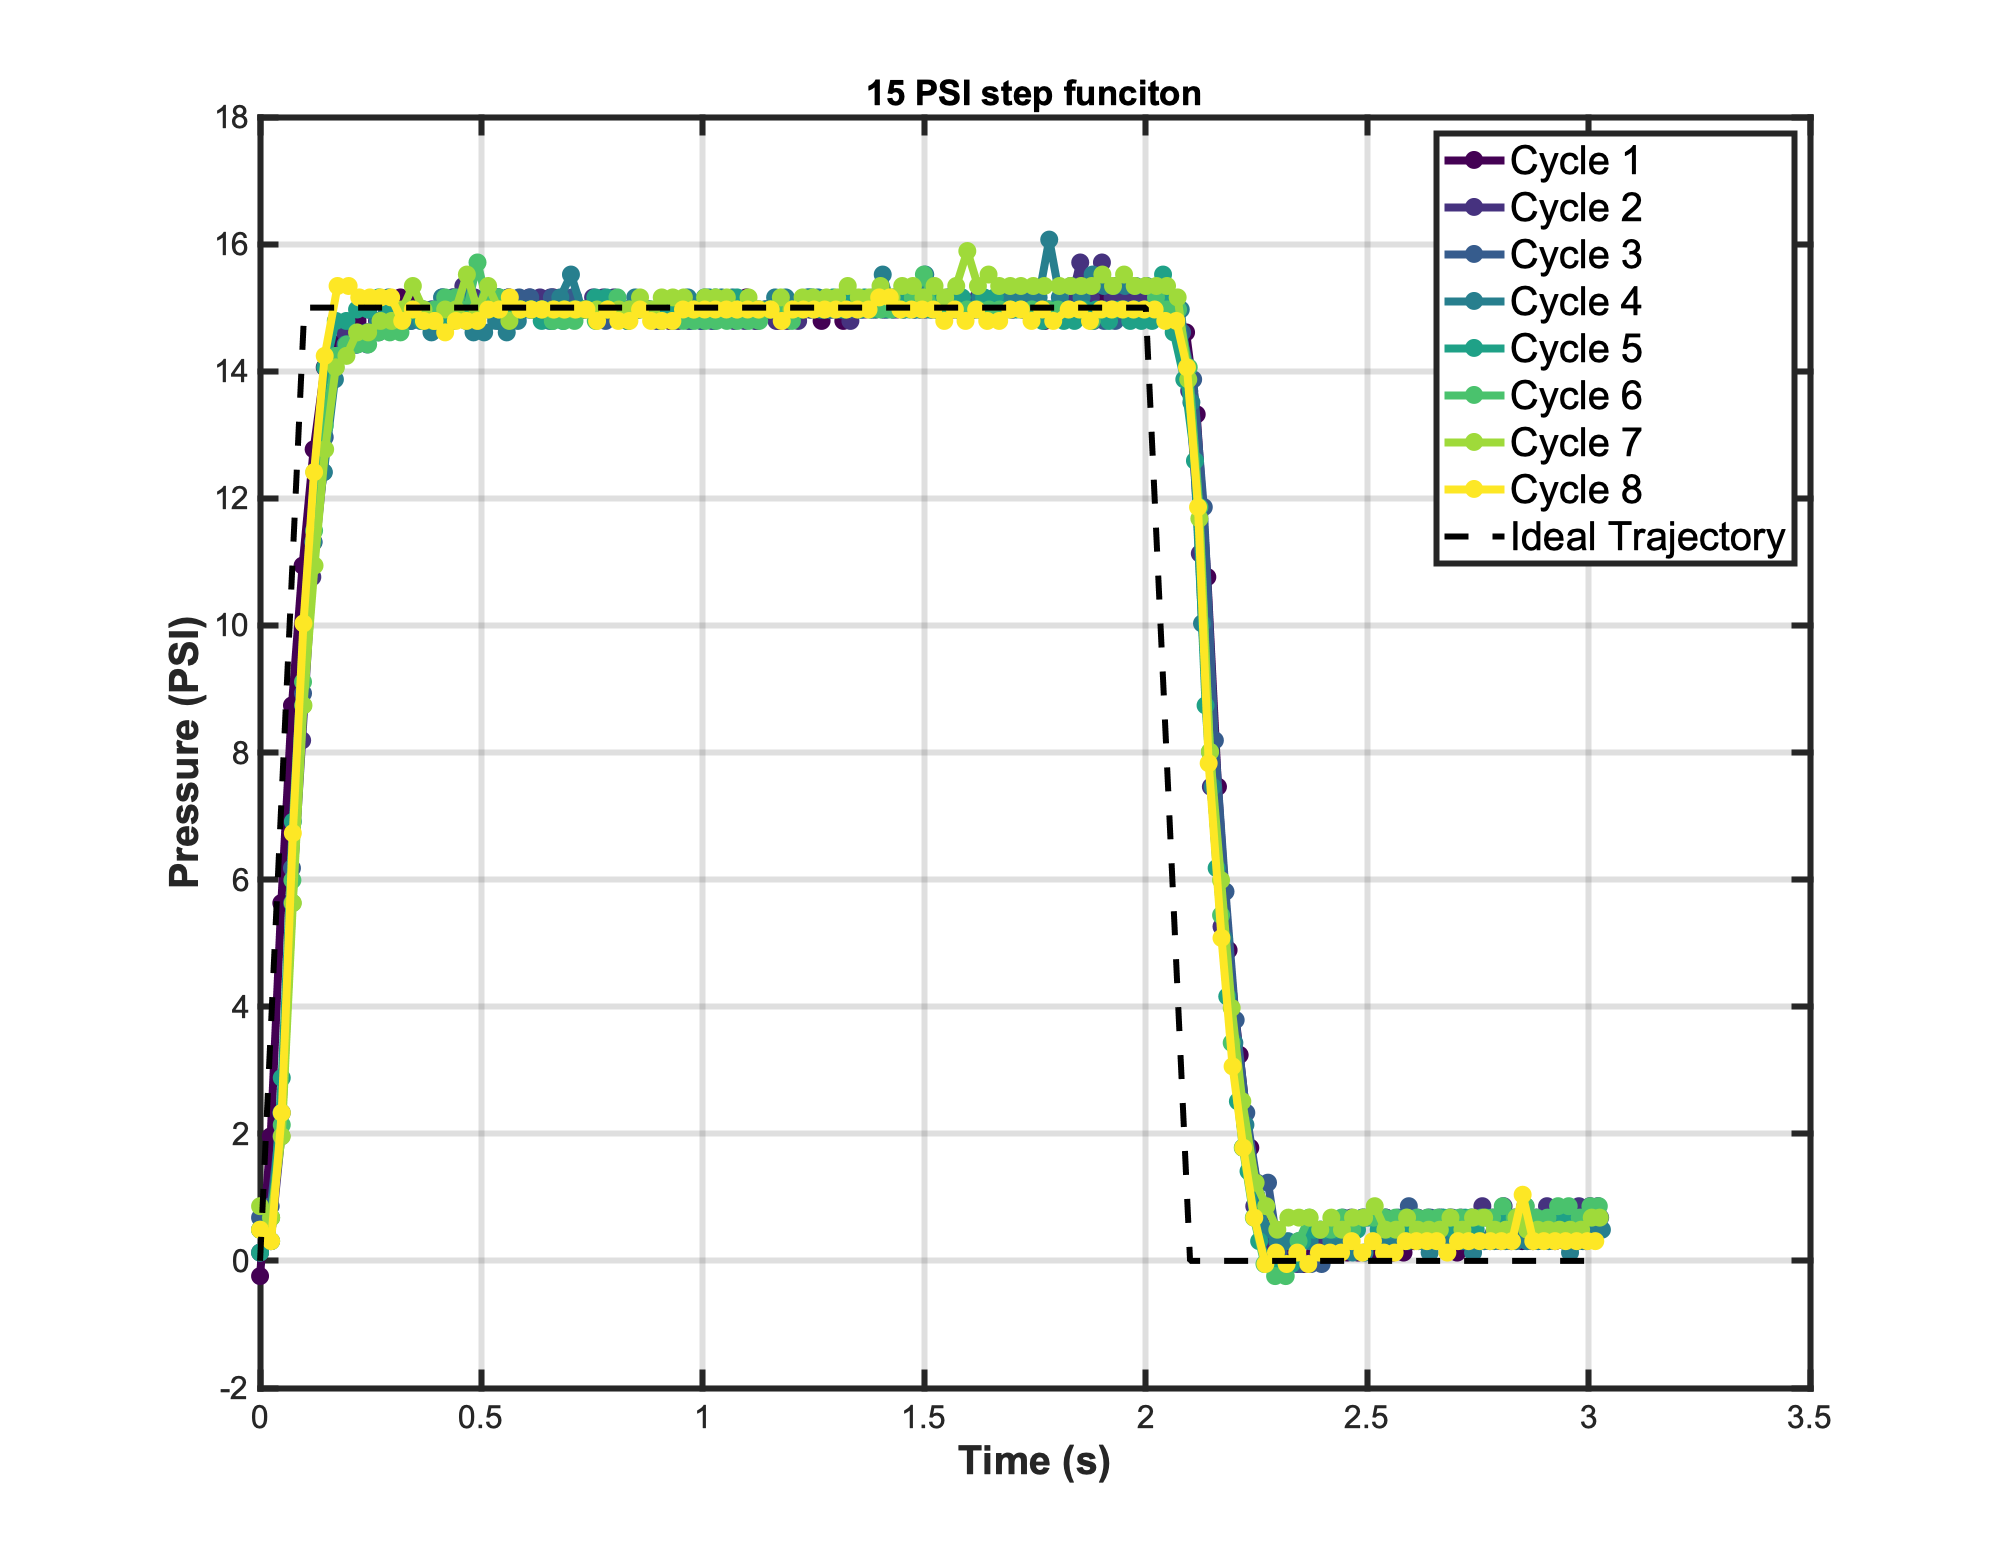 15 PSI step funciton
18
16
14
12
10
8
6
4
2
0
-2
Pressure (PSI)
0 0.5 1 1.5 2 2.5 3 3.5
Time (s)
Cycle 1
Cycle 2
Cycle 3
Cycle 4
Cycle 5
Cycle 6
Cycle 7
Cycle 8
Ideal Trajectory